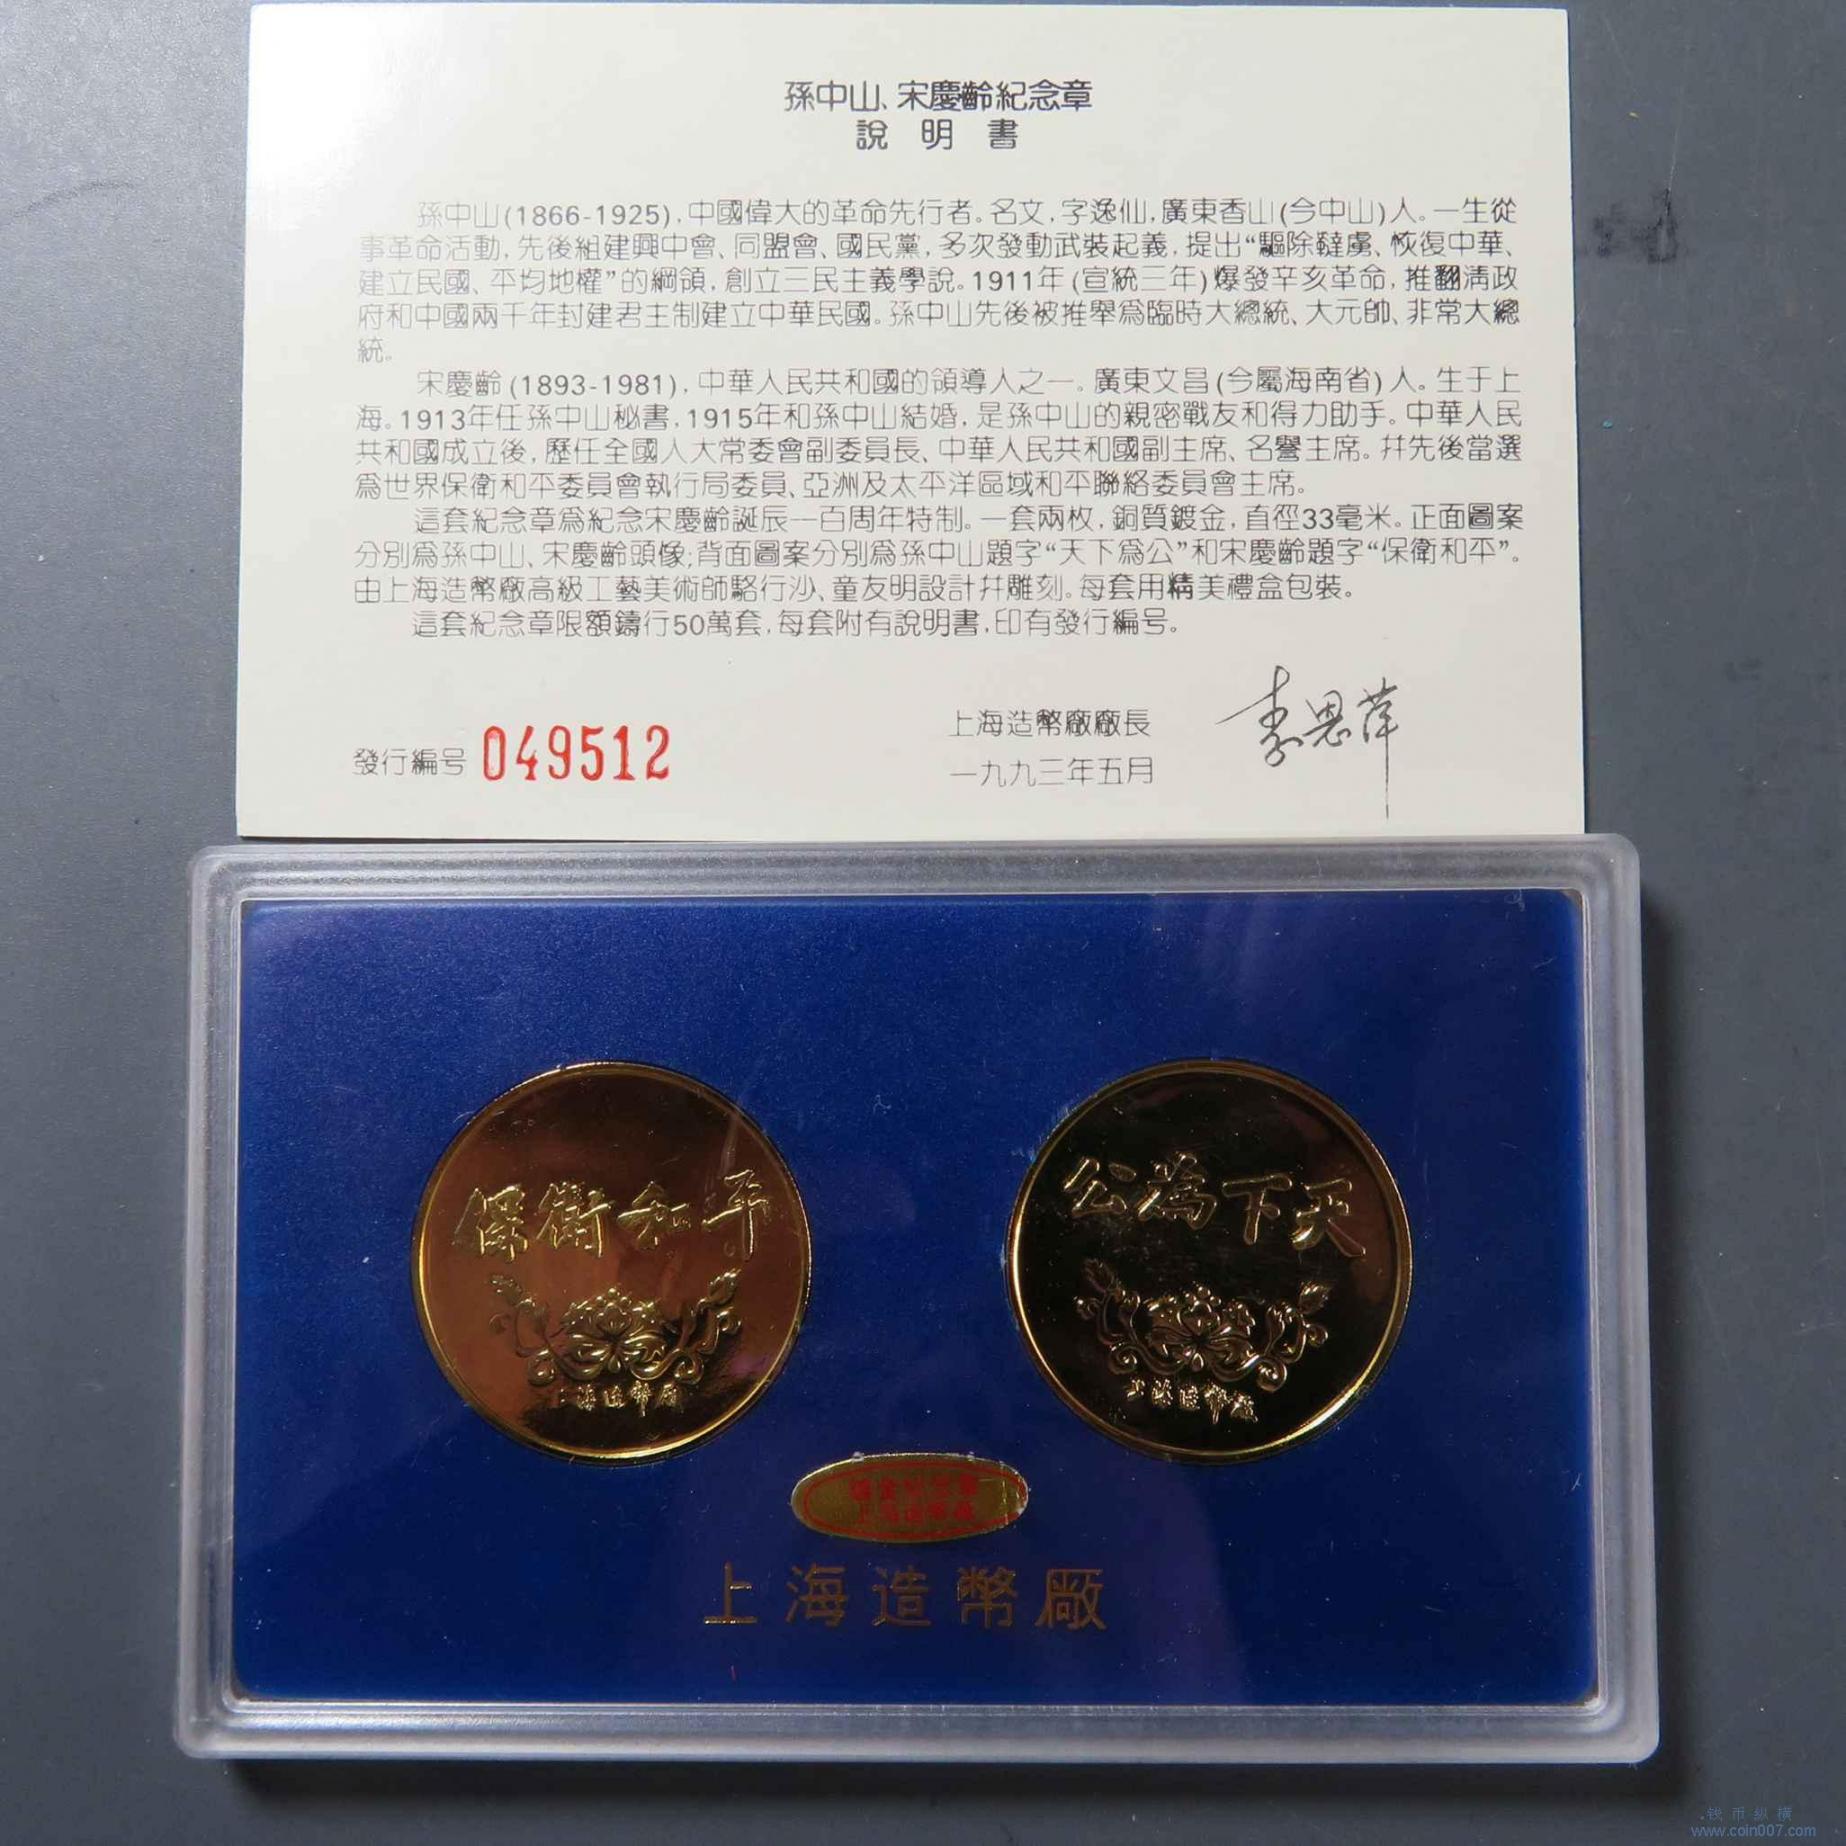 孫中山、宋慶齡紀念章
說 明 書
孫中山(1866-1925),中國偉大的革命先行者。名文,字逸仙,廣東香山(今中山)人。一生從
事革命活動,先後組建興中會、同盟會、國民黨,多次發動武裝起義,提出“驅除韃虜、恢復中華、
建立民國、平均地權”的綱領,創立三民主義學說。1911年(宣統三年)爆發辛亥革命,推翻清政
府和中國兩千年封建君主制建立中華民國。孫中山先後被推舉爲臨時大總統、大元帥、非常大總
統。
宋慶齡(1893-1981),中華人民共和國的領導人之一。廣東文昌(今屬海南省)人。生于上
海。1913年任孫中山秘書,1915年和孫中山結婚,是孫中山的親密戰友和得力助手。中華人民
共和國成立後,歷任全國人大常委會副委員長、中華人民共和國副主席、名譽主席。幷先後當選
爲世界保衛和平委員會執行局委員、亞洲及太平洋區域和平聯絡委員會主席。
這套紀念章爲紀念宋慶齡誕辰一百周年特制。一套兩枚,銅質鍍金,直徑33毫米。正面圖案
分別爲孫中山、宋慶齡頭像;背面圖案分別爲孫中山題字“天下爲公”和宋慶齡題字“保衛和平”。
由上海造幣廠高級工藝美術師駱行沙、童友明設計幷雕刻。每套用精美禮盒包裝。
這套紀念章限額鑄行50萬套,每套附有說明書,印有發行編号。
上海造幣廠廠長 李思萍
發行編号 049512
一九九三年五月
保衛和平
上海造幣廠
公為下天
上海造幣廠
上海造幣廠
上海造幣廠
钱币纵横
www.coin007.com